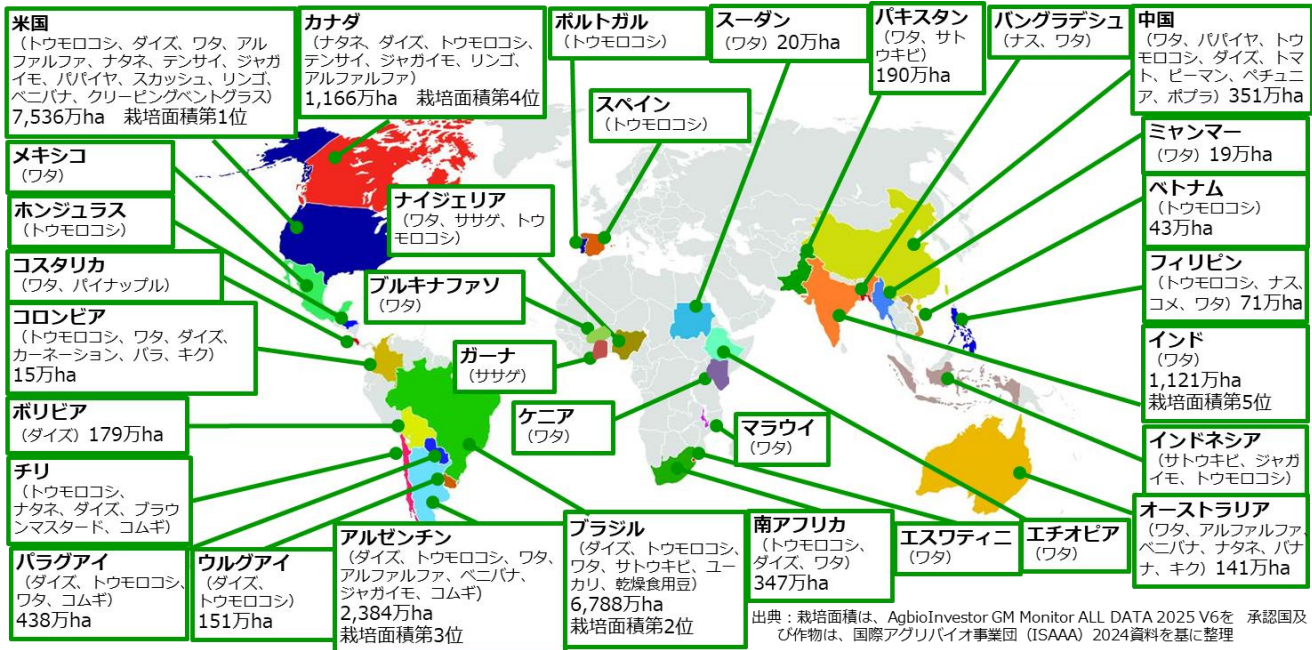 米国
（トウモロコシ、ダイズ、ワタ、アル
ファルファ、ナタネ、テンサイ、ジャガ
イモ、パパイヤ、スカッシュ、リンゴ、
ベニバナ、クリーピングベントグラス）
7,536万ha　栽培面積第1位
カナダ
（ナタネ、ダイズ、トウモロコシ、
テンサイ、ジャガイモ、リンゴ、
アルファルファ）
1,166万ha　栽培面積第4位
ポルトガル
（トウモロコシ）
スーダン
（ワタ）20万ha
パキスタン
（ワタ、サト
ウキビ）
190万ha
バングラデシュ
（ナス、ワタ）
中国
（ワタ、パパイヤ、トウ
モロコシ、ダイズ、トマ
ト、ピーマン、ペチュニ
ア、ポプラ）351万ha
スペイン
（トウモロコシ）
ミャンマー
（ワタ）19万ha
メキシコ
（ワタ）
ナイジェリア
（ワタ、ササゲ、トウ
モロコシ）
ベトナム
（トウモロコシ）
43万ha
ホンジュラス
（トウモロコシ）
コスタリカ
（ワタ、パイナップル）
ブルキナファソ
（ワタ）
フィリピン
（トウモロコシ、ナス、
コメ、ワタ）71万ha
コロンビア
（トウモロコシ、ワタ、ダイズ、
カーネーション、バラ、キク）
15万ha
ガーナ
（ササゲ）
インド
（ワタ）
1,121万ha
栽培面積第5位
ボリビア
（ダイズ）179万ha
ケニア
（ワタ）
マラウイ
（ワタ）
インドネシア
（サトウキビ、ジャガ
イモ、トウモロコシ）
チリ
（トウモロコシ、
ナタネ、ダイズ、ブラウ
ンマスタード、コムギ）
オーストラリア
（ワタ、アルファルファ、
ベニバナ、ナタネ、バナ
ナ、キク）141万ha
パラグアイ
（ダイズ、トウモロコシ、
ワタ、コムギ）
438万ha
ウルグアイ
（ダイズ、
トウモロコシ）
151万ha
アルゼンチン
（ダイズ、トウモロコシ、ワタ、
アルファルファ、ベニバナ、
ジャガイモ、コムギ）
2,384万ha
栽培面積第3位
ブラジル
（ダイズ、トウモロコシ、
ワタ、サトウキビ、ユー
カリ、乾燥食用豆）
6,788万ha
栽培面積第2位
南アフリカ
（トウモロコシ、
ダイズ、ワタ）
347万ha
エスワティニ
（ワタ）
エチオピア
（ワタ）
出典：栽培面積は、AgbioInvestor GM Monitor ALL DATA 2025 V6を　承認国及
び作物は、国際アグリバイオ事業団（ISAAA）2024資料を基に整理